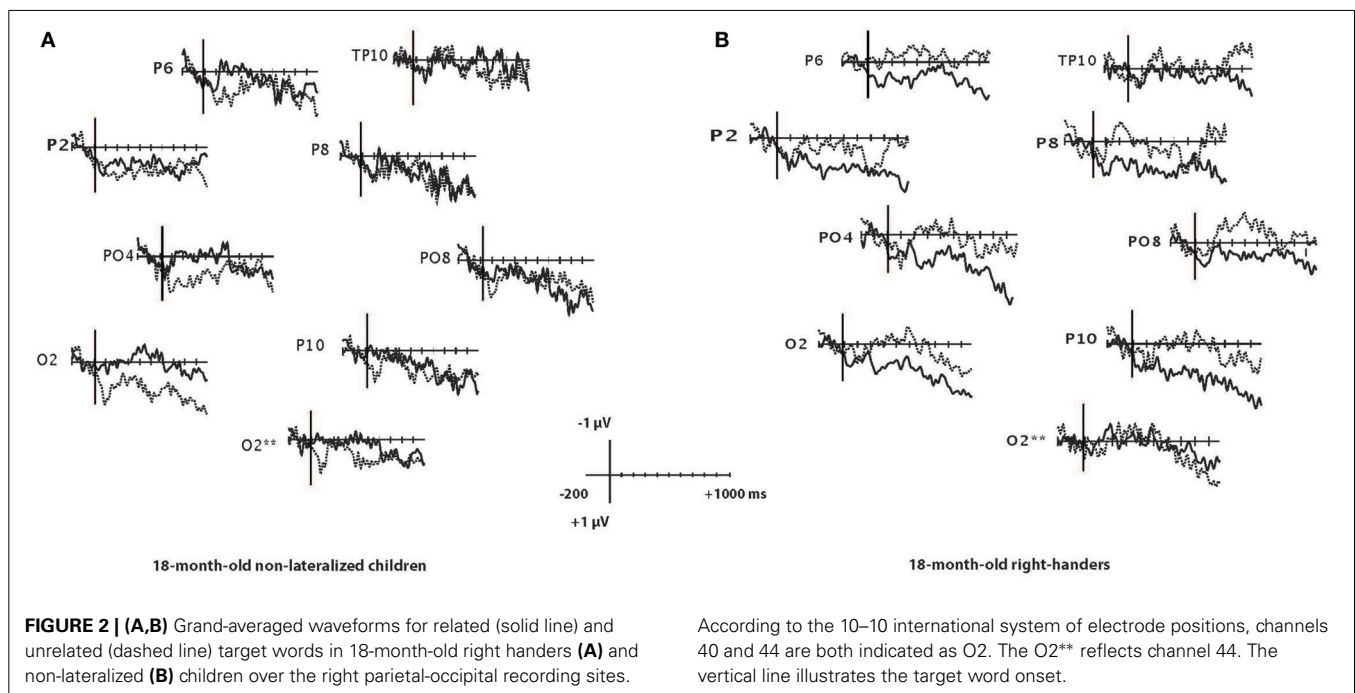 A
P6
TP10
P2
P8
PO4
PO8
O2
P10
O2**
B
P6
TP10
P2
P8
PO4
PO8
O2
P10
O2**
-1 µV
-200
+1000 ms
+1 µV
18-month-old non-lateralized children
18-month-old right-handers
FIGURE 2 | (A,B) Grand-averaged waveforms for related (solid line) and
unrelated (dashed line) target words in 18-month-old right handers (A) and
non-lateralized (B) children over the right parietal-occipital recording sites.
According to the 10–10 international system of electrode positions, channels
40 and 44 are both indicated as O2. The O2** reflects channel 44. The
vertical line illustrates the target word onset.